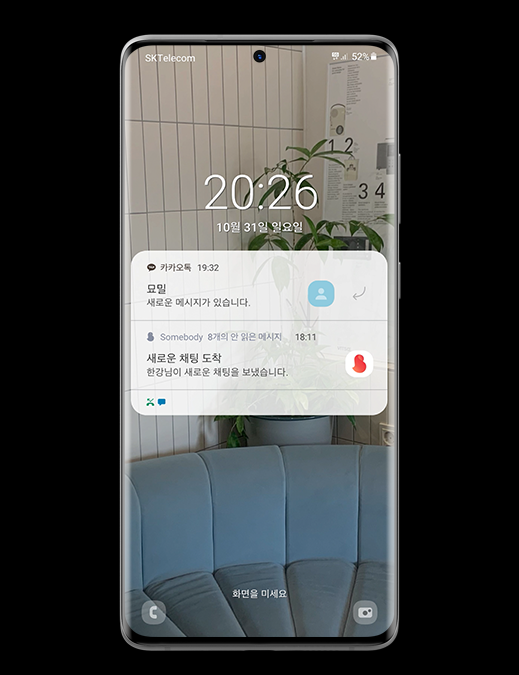 SKTelecom
52%
1 2
3 4
20:26
10월 31일 일요일
카카오톡 19:32
묘밀
새로운 메시지가 있습니다.
Somebody 8개의 안 읽은 메시지 18:11
새로운 채팅 도착
한강님이 새로운 채팅을 보냈습니다.
화면을 미세요